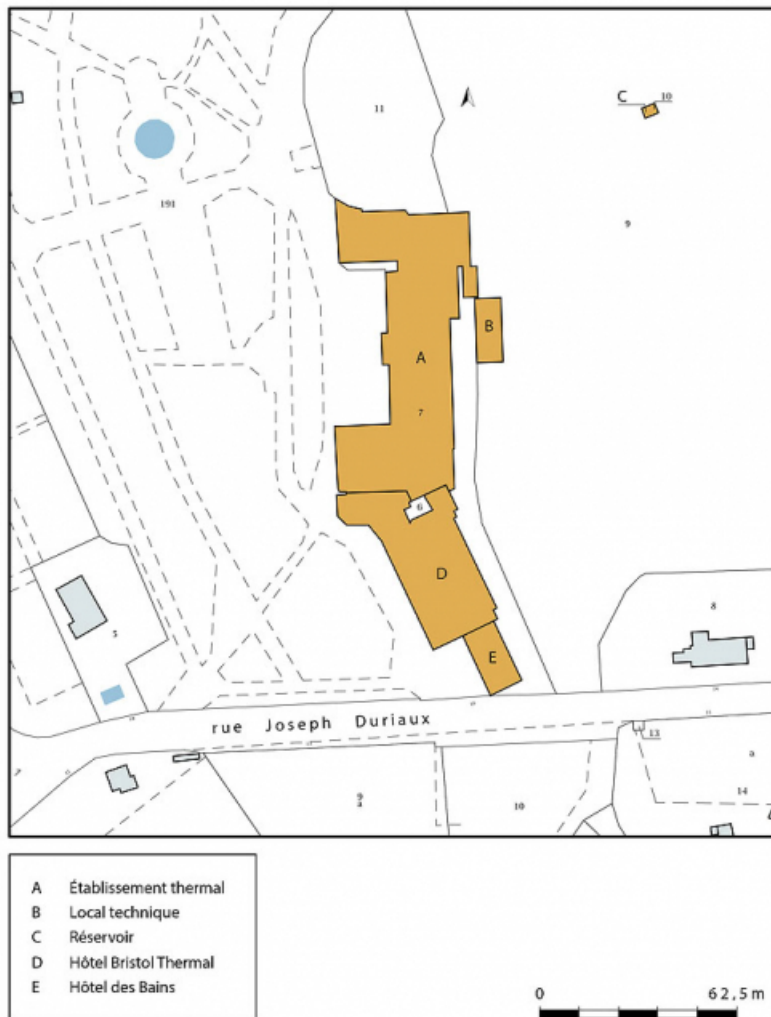 C 10
11
191
9
B
A
7
6
D
8
5
E
rue Joseph Duriaux
13
a
9
a
10
14
A Établissement thermal
B Local technique
C Réservoir
D Hôtel Bristol Thermal
E Hôtel des Bains
0 62,5 m